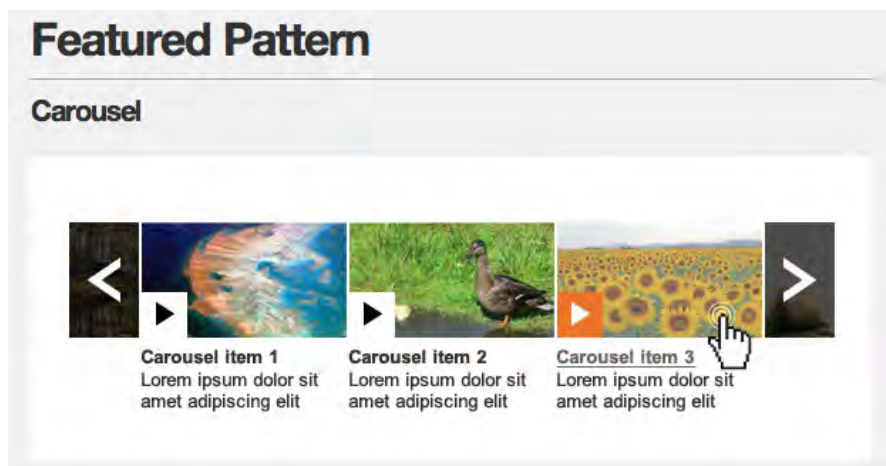 Featured Pattern
Carousel
Carousel item 1
Lorem ipsum dolor sit
amet adipiscing elit
Carousel item 2
Lorem ipsum dolor sit
amet adipiscing elit
Carousel item 3
Lorem ipsum dolor sit
amet adipiscing elit